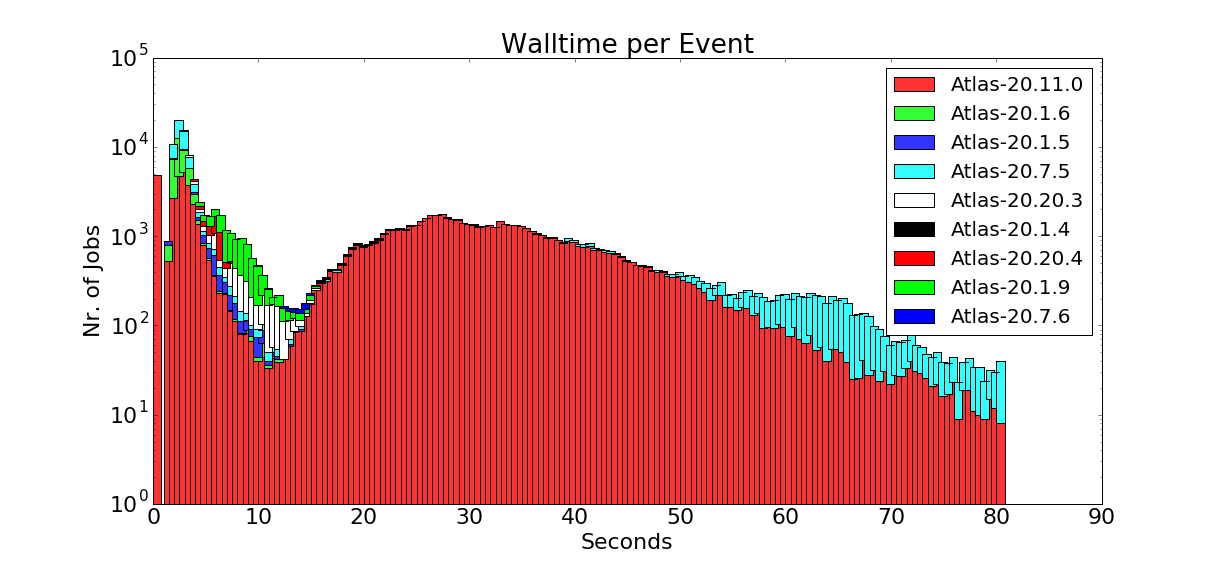 Walltime per Event
Nr. of Jobs
10^5
10^4
10^3
10^2
10^1
10^0
Atlas-20.11.0
Atlas-20.1.6
Atlas-20.1.5
Atlas-20.7.5
Atlas-20.20.3
Atlas-20.1.4
Atlas-20.20.4
Atlas-20.1.9
Atlas-20.7.6
0 10 20 30 40 50 60 70 80 90
Seconds